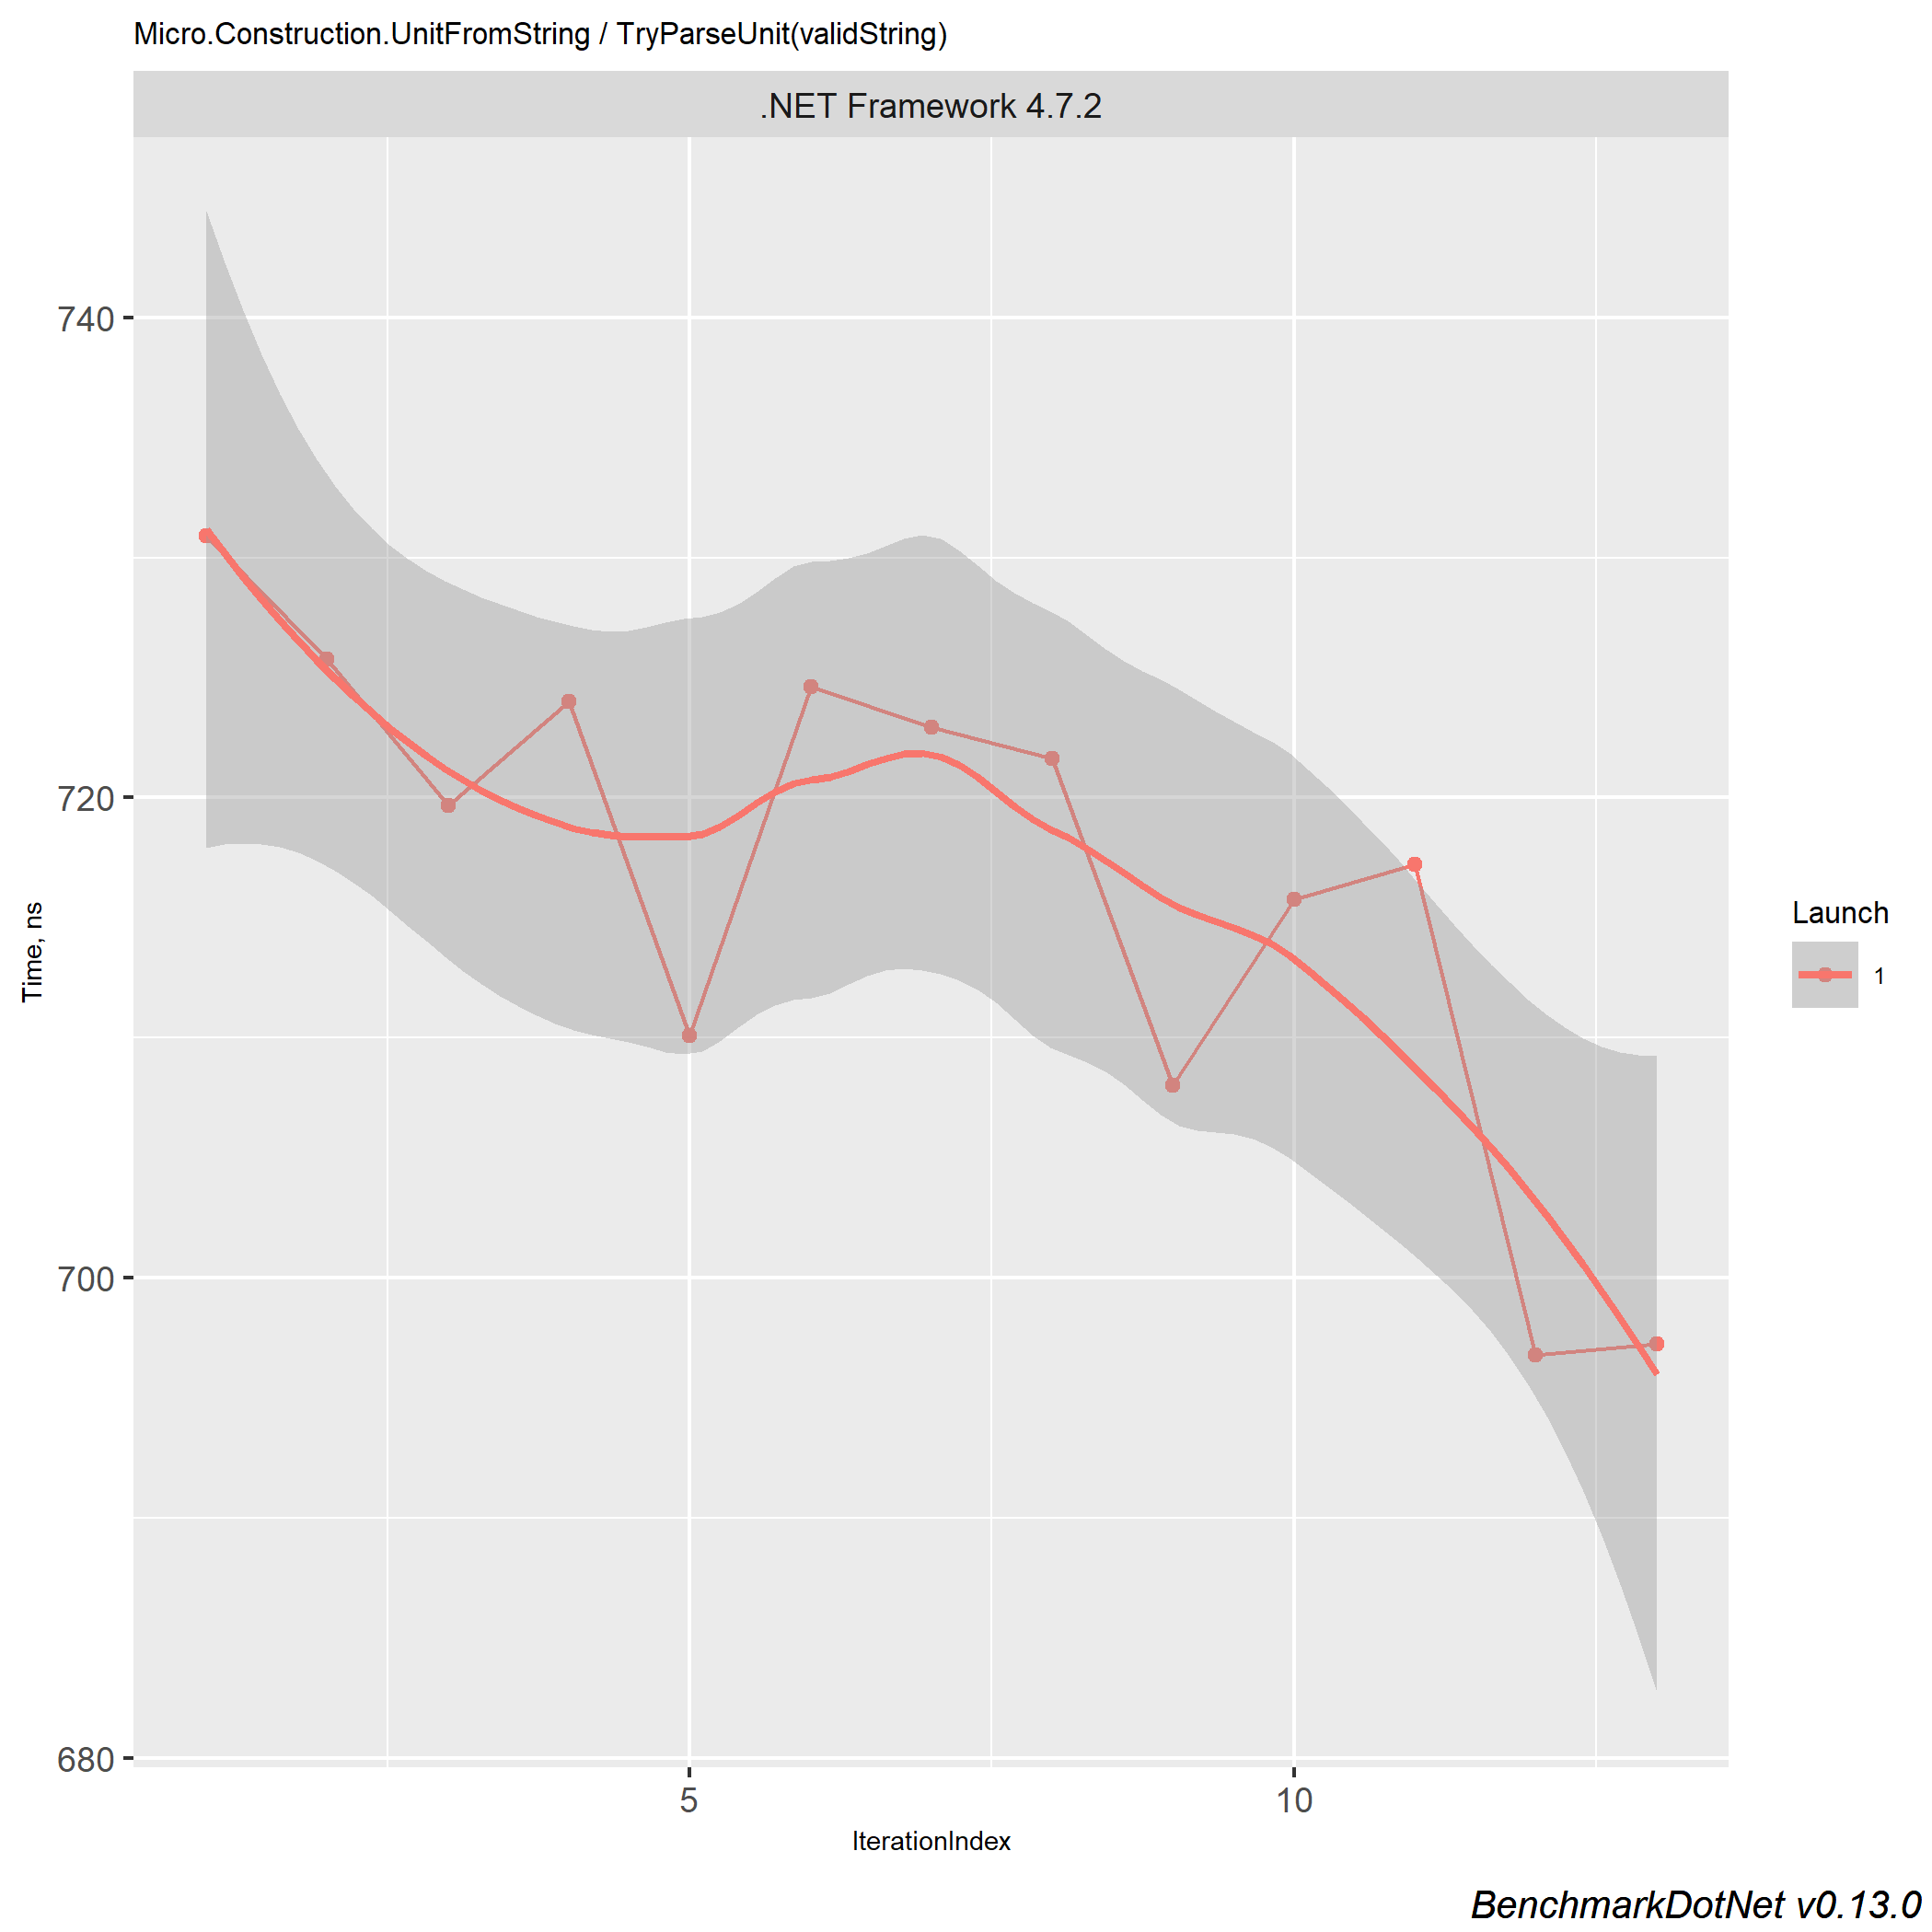 Micro.Construction.UnitFromString / TryParseUnit(validString)
.NET Framework 4.7.2
740
720
700
680
Time, ns
5
10
IterationIndex
Launch
1
BenchmarkDotNet v0.13.0